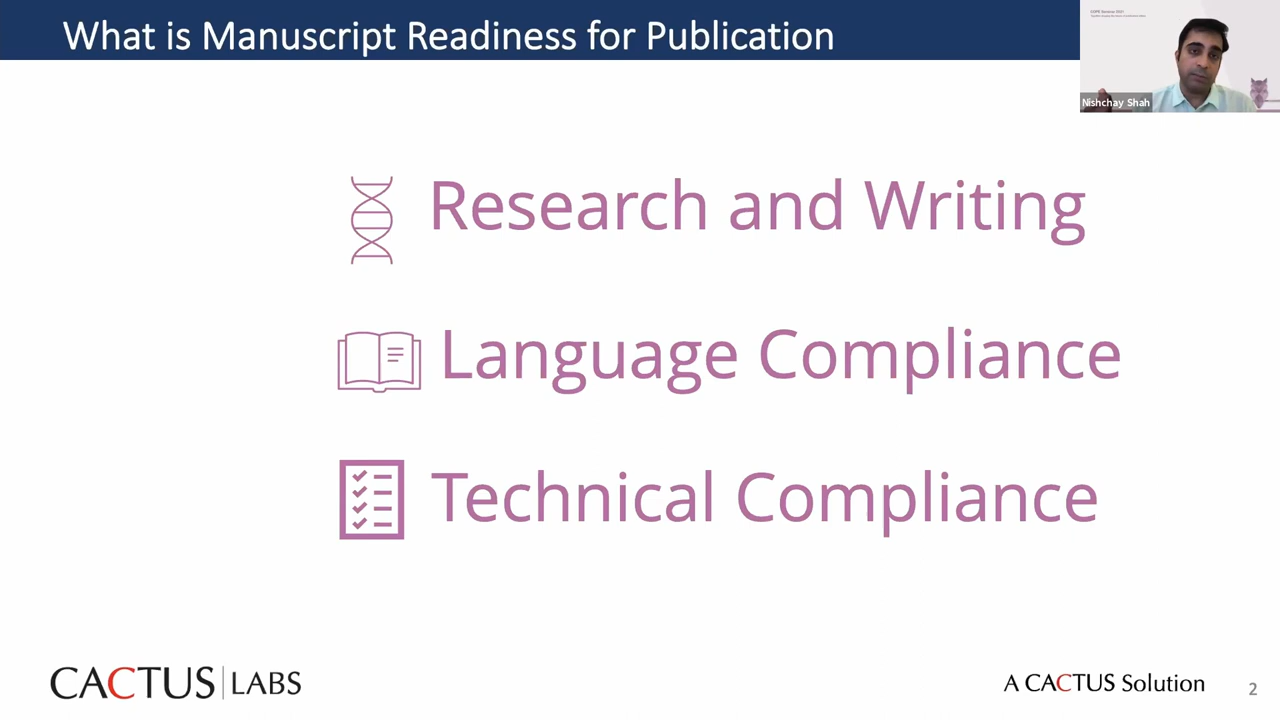 What is Manuscript Readiness for Publication
Nishchay Shah
Research and Writing
Language Compliance
Technical Compliance
CACTUS LABS
A CACTUS Solution
2